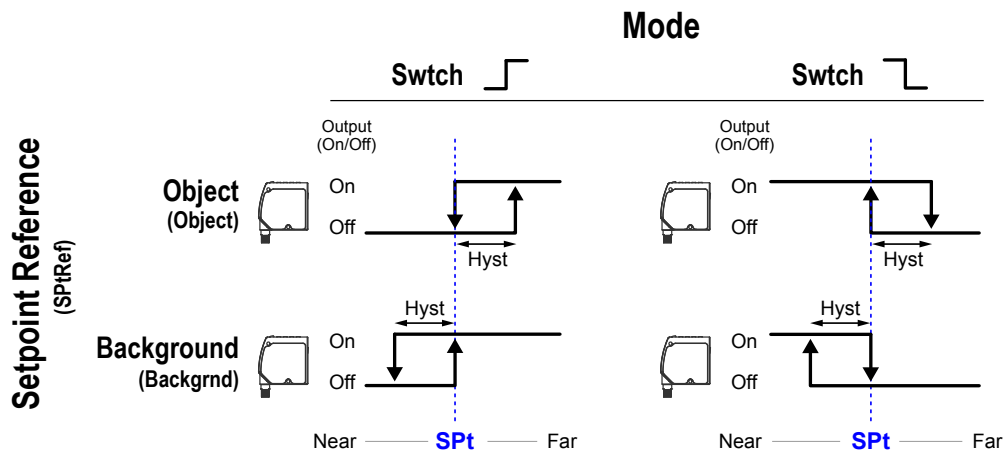 Mode
Swtch
Swtch
Setpoint Reference
(SPtRef)
Output
(On/Off)
Output
(On/Off)
Object
(Object)
On
Off
Hyst
On
Off
Hyst
Background
(Backgrnd)
Hyst
On
Off
Hyst
On
Off
Near SPt Far
Near SPt Far